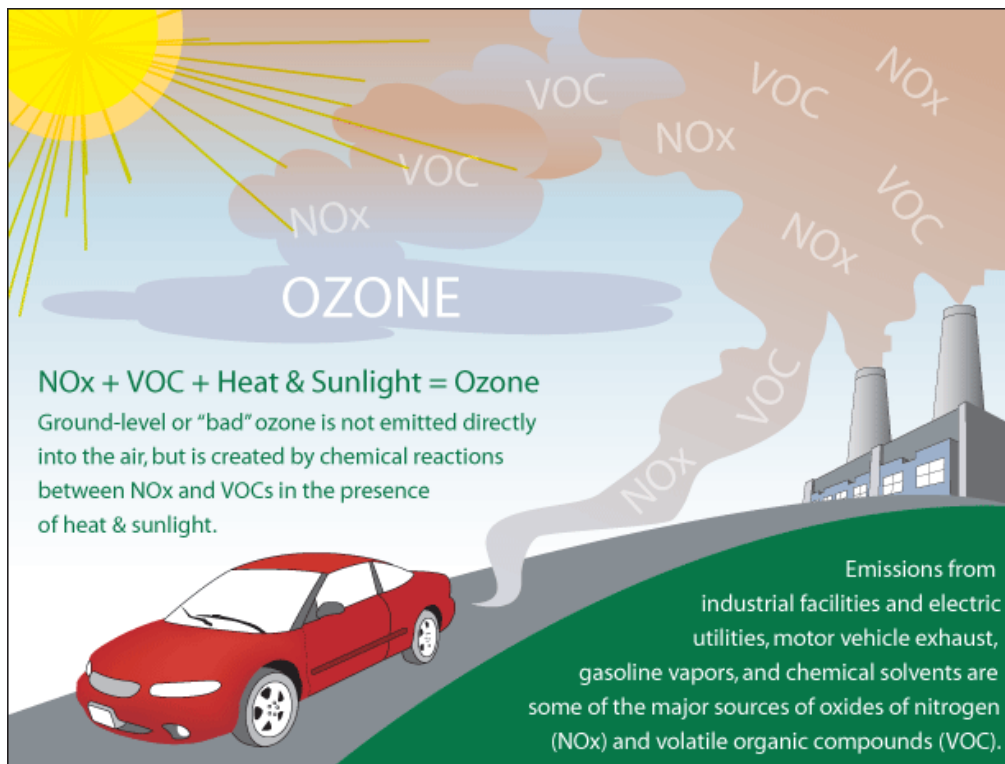 VOC
VOC
NOx
NOx
VOC
VOC
NOx
NOx
OZONE
VOC
NOx
NOx + VOC + Heat & Sunlight = Ozone
Ground-level or “bad” ozone is not emitted directly
into the air, but is created by chemical reactions
between NOx and VOCs in the presence
of heat & sunlight.
Emissions from
industrial facilities and electric
utilities, motor vehicle exhaust,
gasoline vapors, and chemical solvents are
some of the major sources of oxides of nitrogen
(NOx) and volatile organic compounds (VOC).